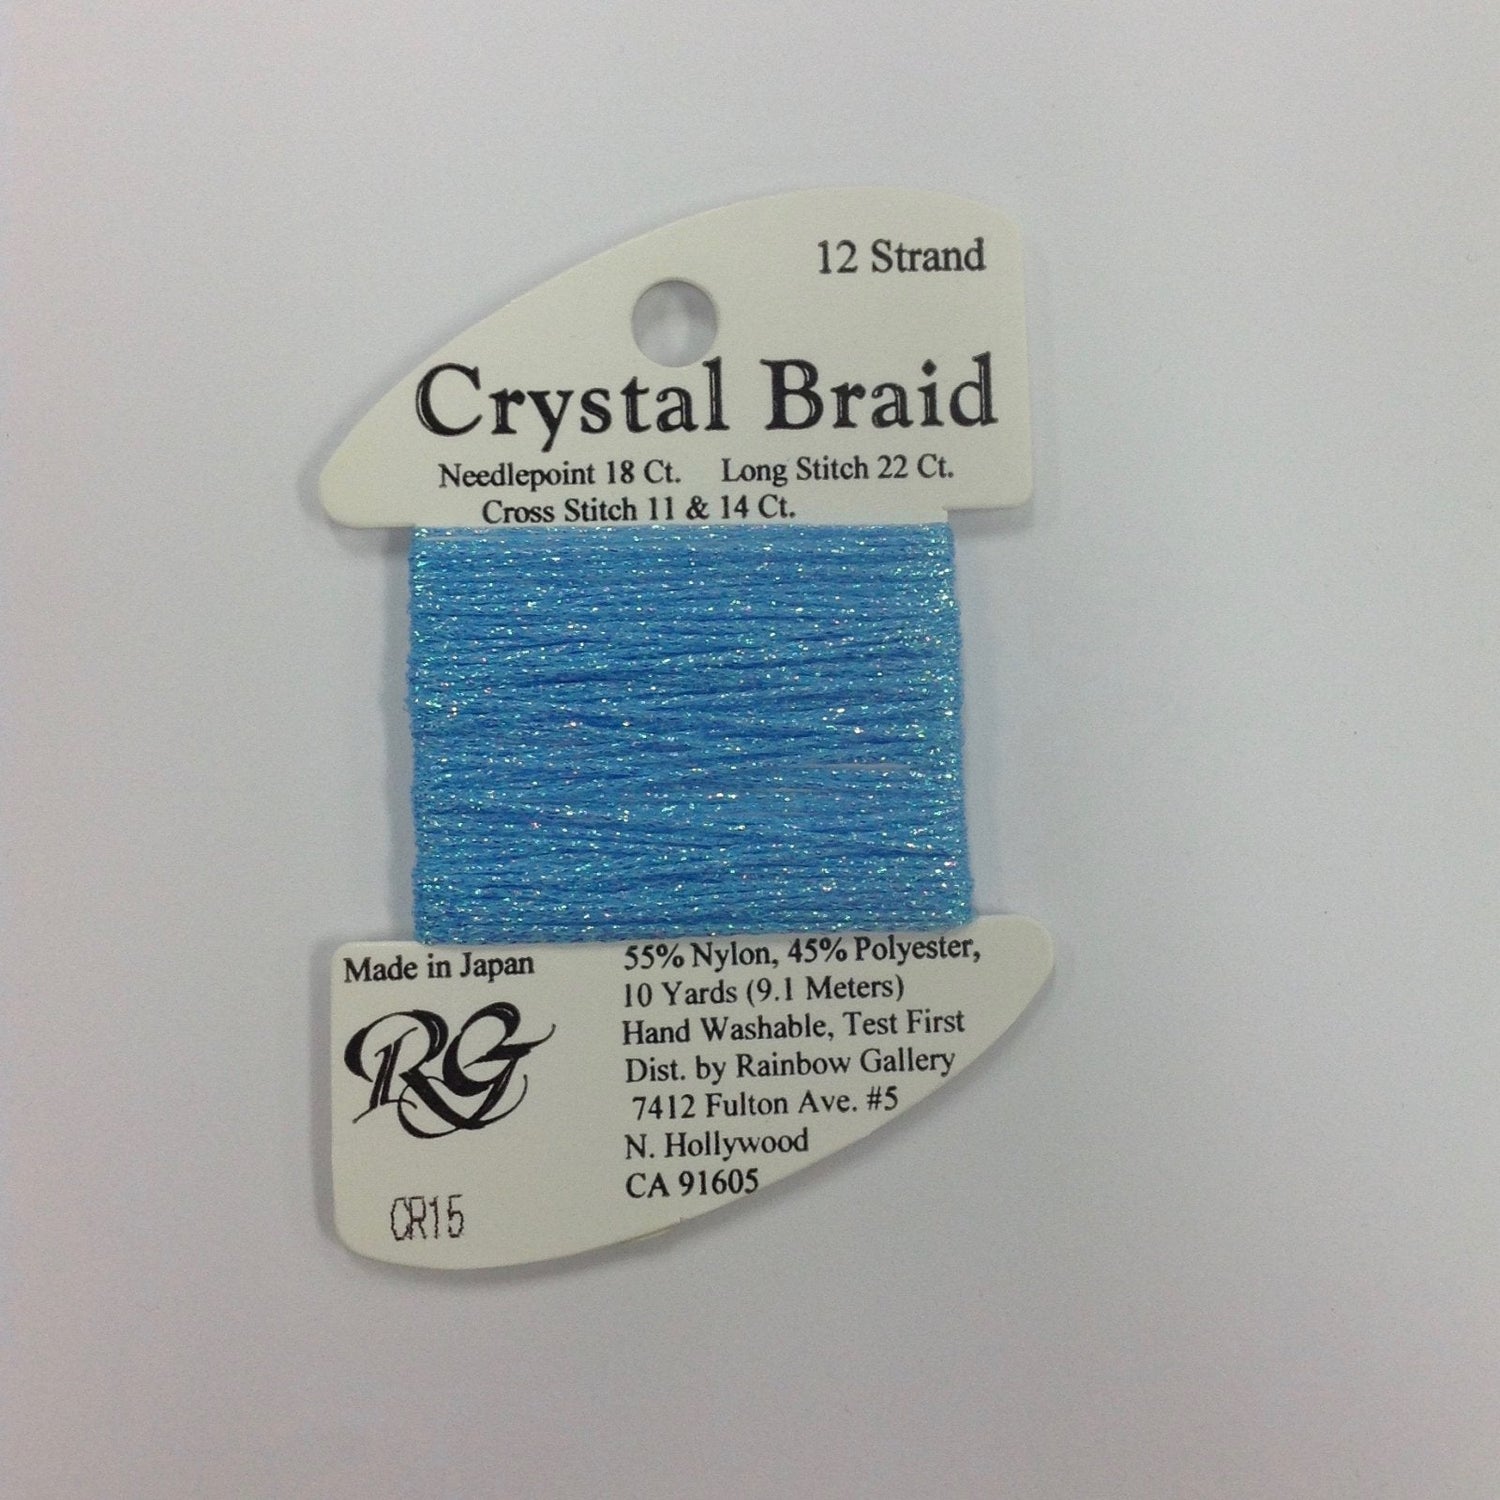 12 Strand
Crystal Braid
Needlepoint 18 Ct. Long Stitch 22 Ct.
Cross Stitch 11 & 14 Ct.
Made in Japan
RG
CR15
55% Nylon, 45% Polyester,
10 Yards (9.1 Meters)
Hand Washable, Test First
Dist. by Rainbow Gallery
7412 Fulton Ave. #5
N. Hollywood
CA 91605